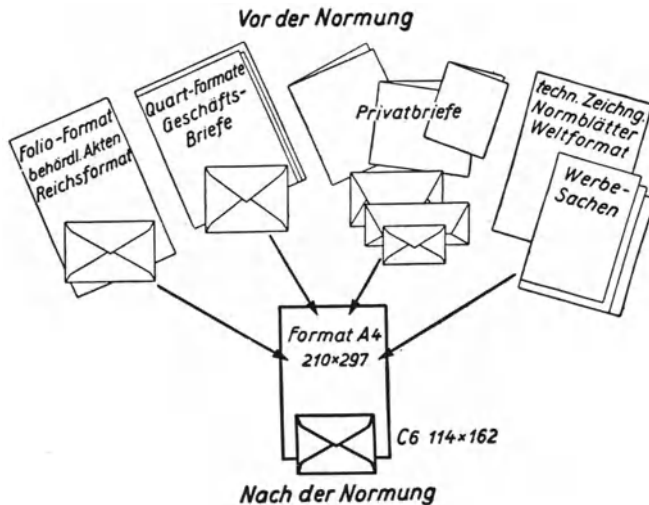 Vor der Normung
Folio-Format
behördl. Akten
Reichsformat
Quart-Formate
Geschäfts-
Briefe
Privatbriefe
techn. Zeichng.
Normblätter
Weltformat
Werbe-
Sachen
Format A4
210×297
C6 114×162
Nach der Normung